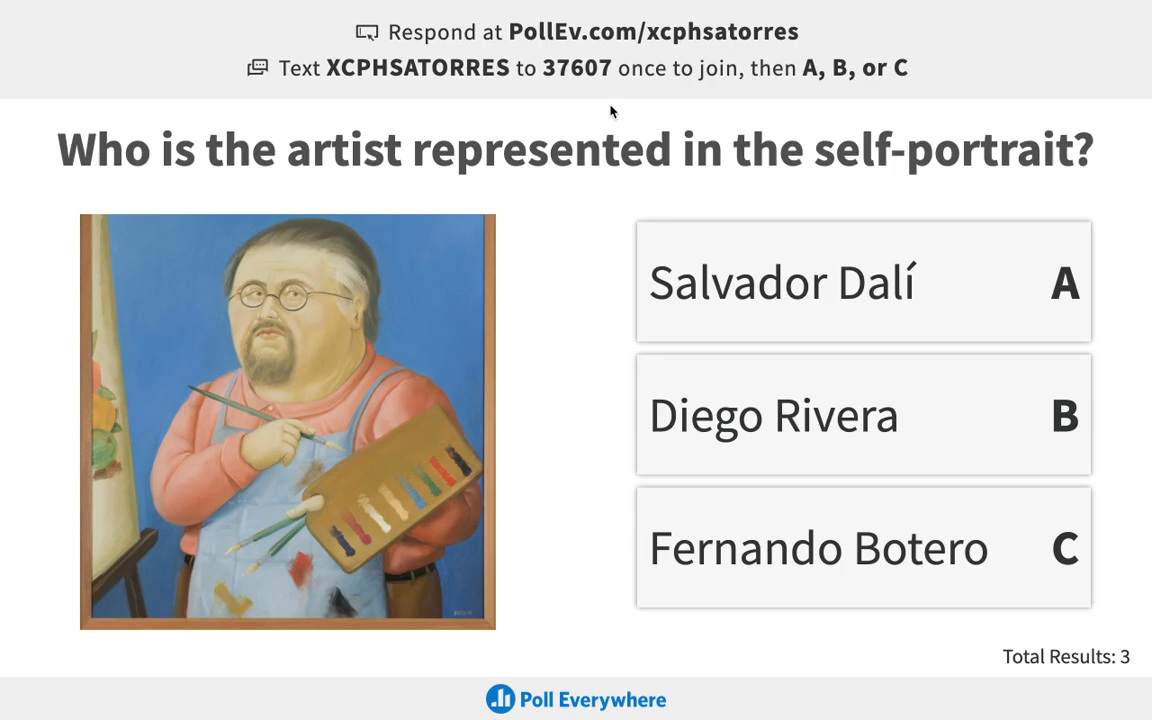 Respond at PollEv.com/xcphsatorres
Text XCPHSATORRES to 37607 once to join, then A, B, or C
Who is the artist represented in the self-portrait?
Salvador Dalí A
Diego Rivera B
Fernando Botero C
Total Results: 3
Poll Everywhere